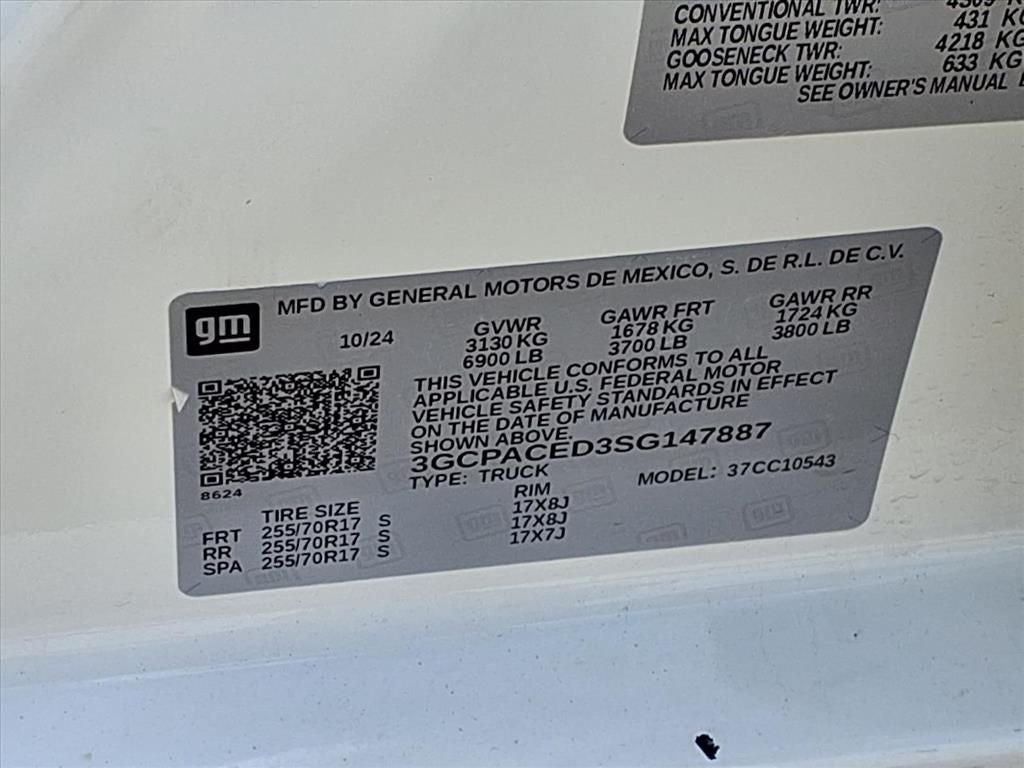 CONVENTIONAL TWR: 4309
MAX TONGUE WEIGHT: 431 KG
GOOSENECK TWR: 4218 KG
MAX TONGUE WEIGHT: 633 KG
SEE OWNER'S MANUAL
gm
MFD BY GENERAL MOTORS DE MEXICO, S. DE R.L. DE C.V.
10/24 GVWR GAWR FRT GAWR RR
3130 KG 1678 KG 1724 KG
6900 LB 3700 LB 3800 LB
THIS VEHICLE CONFORMS TO ALL
APPLICABLE U.S. FEDERAL MOTOR
VEHICLE SAFETY STANDARDS IN EFFECT
ON THE DATE OF MANUFACTURE
SHOWN ABOVE.
3GCPACED3SG147887
TYPE: TRUCK MODEL: 37CC10543
8624
TIRE SIZE RIM
FRT 255/70R17 S 17X8J
RR 255/70R17 S 17X8J
SPA 255/70R17 S 17X7J